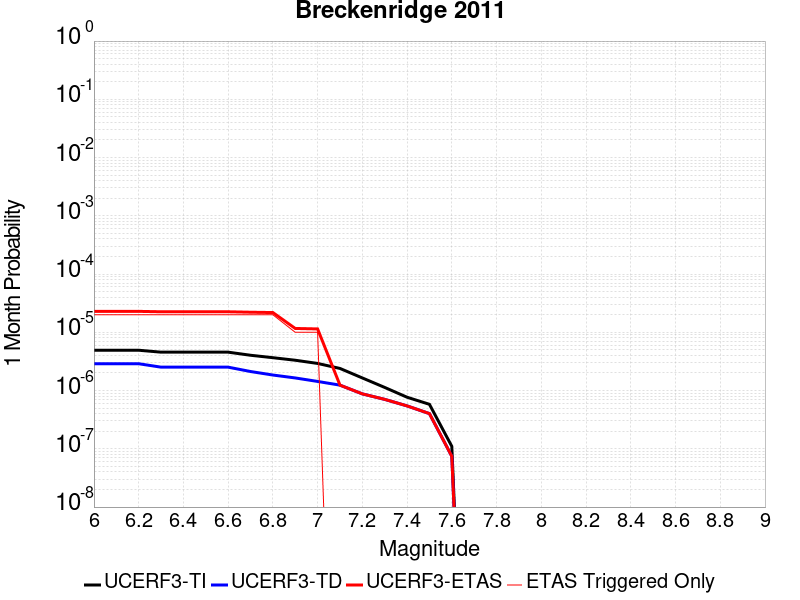 Breckenridge 2011
10^0
10^-1
10^-2
10^-3
10^-4
10^-5
10^-6
10^-7
10^-8
1 Month Probability
6 6.2 6.4 6.6 6.8 7 7.2 7.4 7.6 7.8 8 8.2 8.4 8.6 8.8 9
Magnitude
UCERF3-TI UCERF3-TD UCERF3-ETAS ETAS Triggered Only